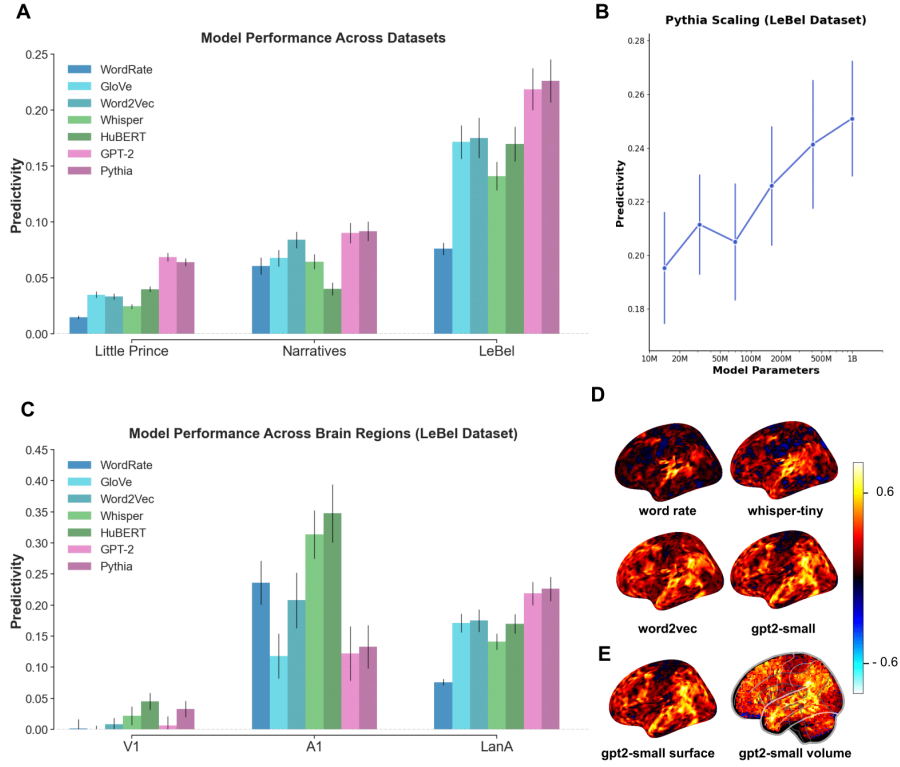 A
Model Performance Across Datasets
Predictivity
0.25
0.20
0.15
0.10
0.05
0.00
WordRate
GloVe
Word2Vec
Whisper
HuBERT
GPT-2
Pythia
Little Prince
Narratives
LeBel
B
Pythia Scaling (LeBel Dataset)
Predictivity
0.28
0.26
0.24
0.22
0.20
0.18
10M
20M
50M
100M
200M
500M
1B
Model Parameters
C
Model Performance Across Brain Regions (LeBel Dataset)
Predictivity
0.45
0.40
0.35
0.30
0.25
0.20
0.15
0.10
0.05
0.00
WordRate
GloVe
Word2Vec
Whisper
HuBERT
GPT-2
Pythia
V1
A1
LanA
D
word rate
whisper-tiny
word2vec
gpt2-small
0.6
- 0.6
E
gpt2-small surface
gpt2-small volume